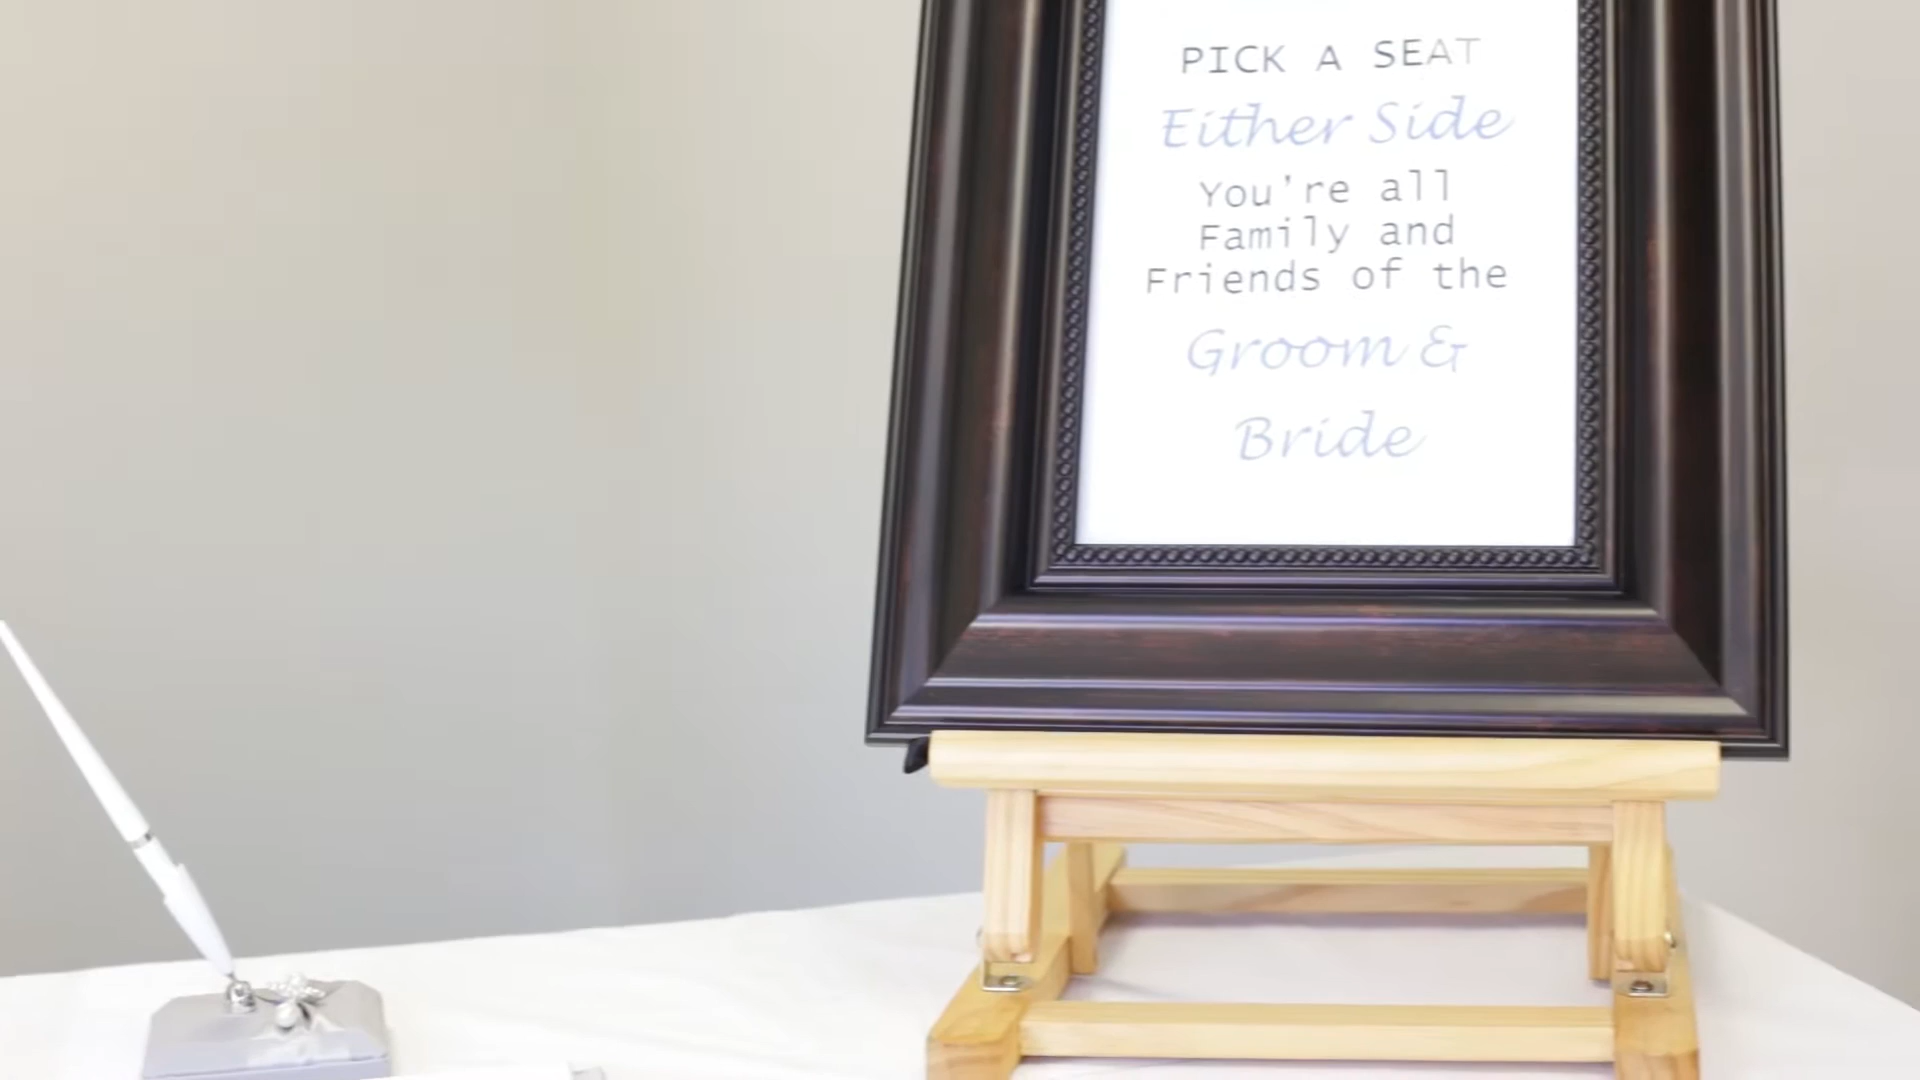 PICK A SEAT
Either Side
You're all
Family and
Friends of the
Groom &
Bride